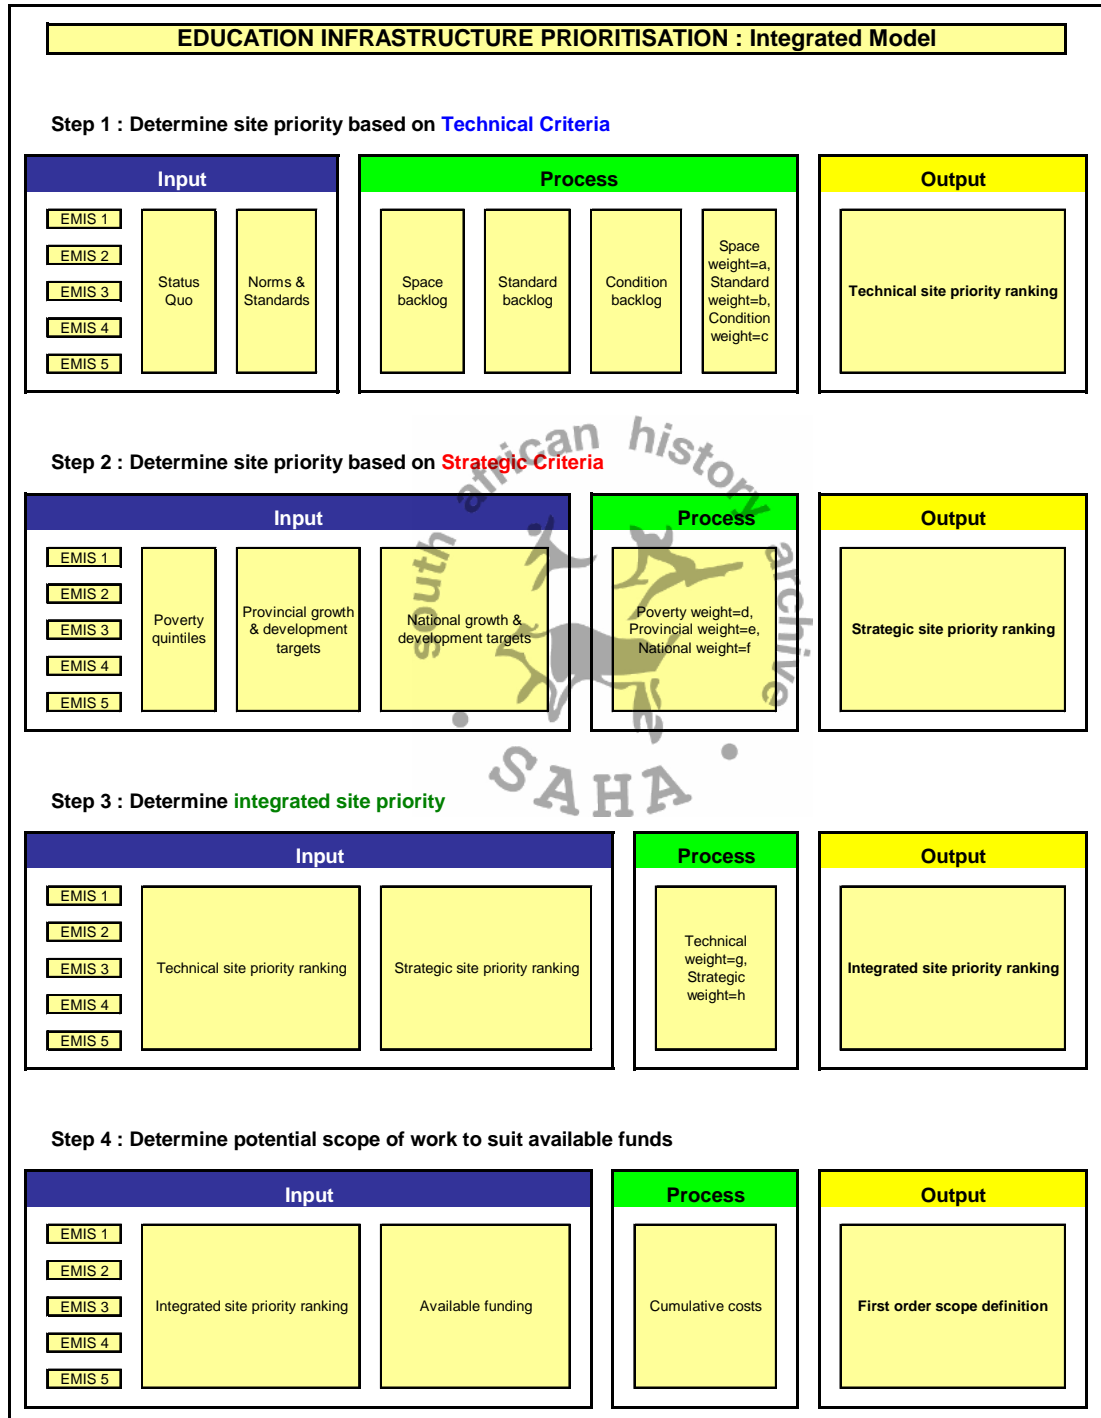 EDUCATION INFRASTRUCTURE PRIORITISATION : Integrated Model
Step 1 : Determine site priority based on Technical Criteria
Input
Process
Output
EMIS 1
EMIS 2
EMIS 3
EMIS 4
EMIS 5
Status
Quo
Norms &
Standards
Space
backlog
Standard
backlog
Condition
backlog
Space
weight=a,
Standard
weight=b,
Condition
weight=c
Technical site priority ranking
Step 2 : Determine site priority based on Strategic Criteria
Input
Process
Output
EMIS 1
EMIS 2
EMIS 3
EMIS 4
EMIS 5
Poverty
quintiles
Provincial growth
& development
targets
National growth &
development targets
Poverty weight=d,
Provincial weight=e,
National weight=f
Strategic site priority ranking
south african history archive
• SAHA •
Step 3 : Determine integrated site priority
Input
Process
Output
EMIS 1
EMIS 2
EMIS 3
EMIS 4
EMIS 5
Technical site priority ranking
Strategic site priority ranking
Technical
weight=g,
Strategic
weight=h
Integrated site priority ranking
Step 4 : Determine potential scope of work to suit available funds
Input
Process
Output
EMIS 1
EMIS 2
EMIS 3
EMIS 4
EMIS 5
Integrated site priority ranking
Available funding
Cumulative costs
First order scope definition